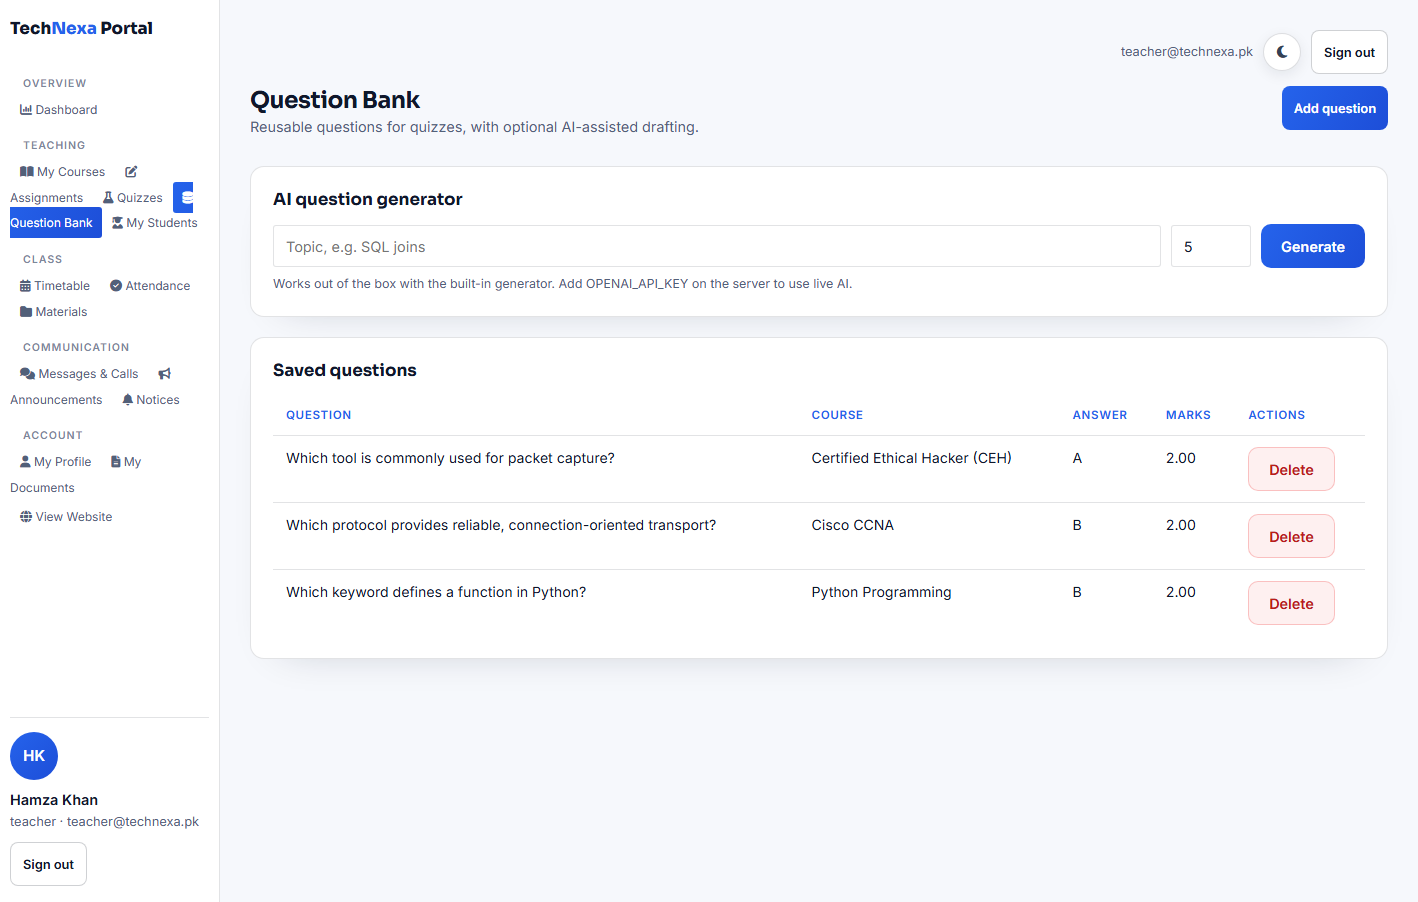 TechNexa Portal
OVERVIEW
Dashboard
TEACHING
My Courses
Assignments Quizzes
Question Bank My Students
CLASS
Timetable Attendance
Materials
COMMUNICATION
Messages & Calls
Announcements Notices
ACCOUNT
My Profile My
Documents
View Website
HK
Hamza Khan
teacher · teacher@technexa.pk
Sign out
teacher@technexa.pk Sign out
Question Bank
Reusable questions for quizzes, with optional AI-assisted drafting.
Add question
AI question generator
Topic, e.g. SQL joins 5 Generate
Works out of the box with the built-in generator. Add OPENAI_API_KEY on the server to use live AI.
Saved questions
QUESTION COURSE ANSWER MARKS ACTIONS
Which tool is commonly used for packet capture? Certified Ethical Hacker (CEH) A 2.00 Delete
Which protocol provides reliable, connection-oriented transport? Cisco CCNA B 2.00 Delete
Which keyword defines a function in Python? Python Programming B 2.00 Delete